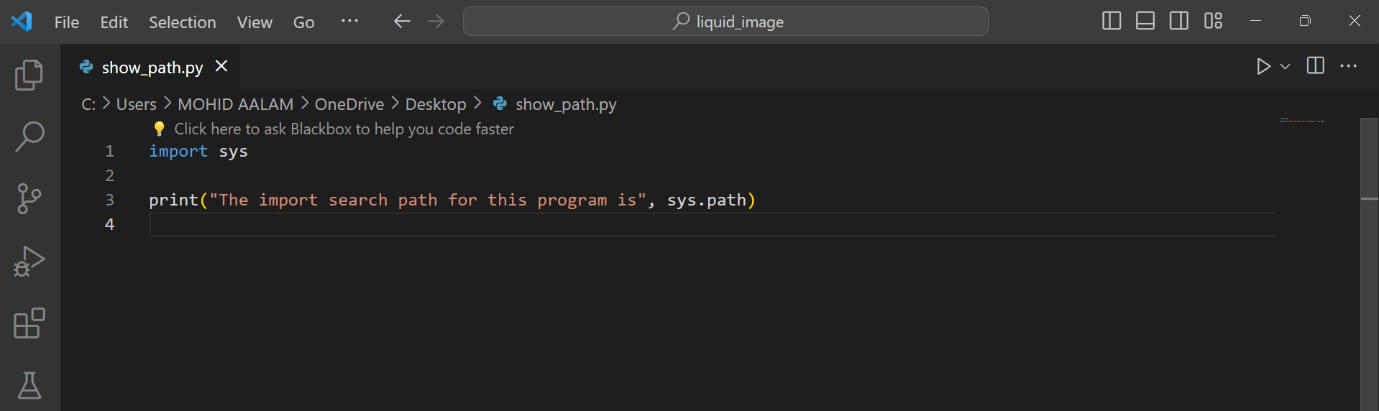 File Edit Selection View Go ··· liquid_image
show_path.py
C: > Users > MOHID AALAM > OneDrive > Desktop > show_path.py
Click here to ask Blackbox to help you code faster
1 import sys
2
3 print("The import search path for this program is", sys.path)
4